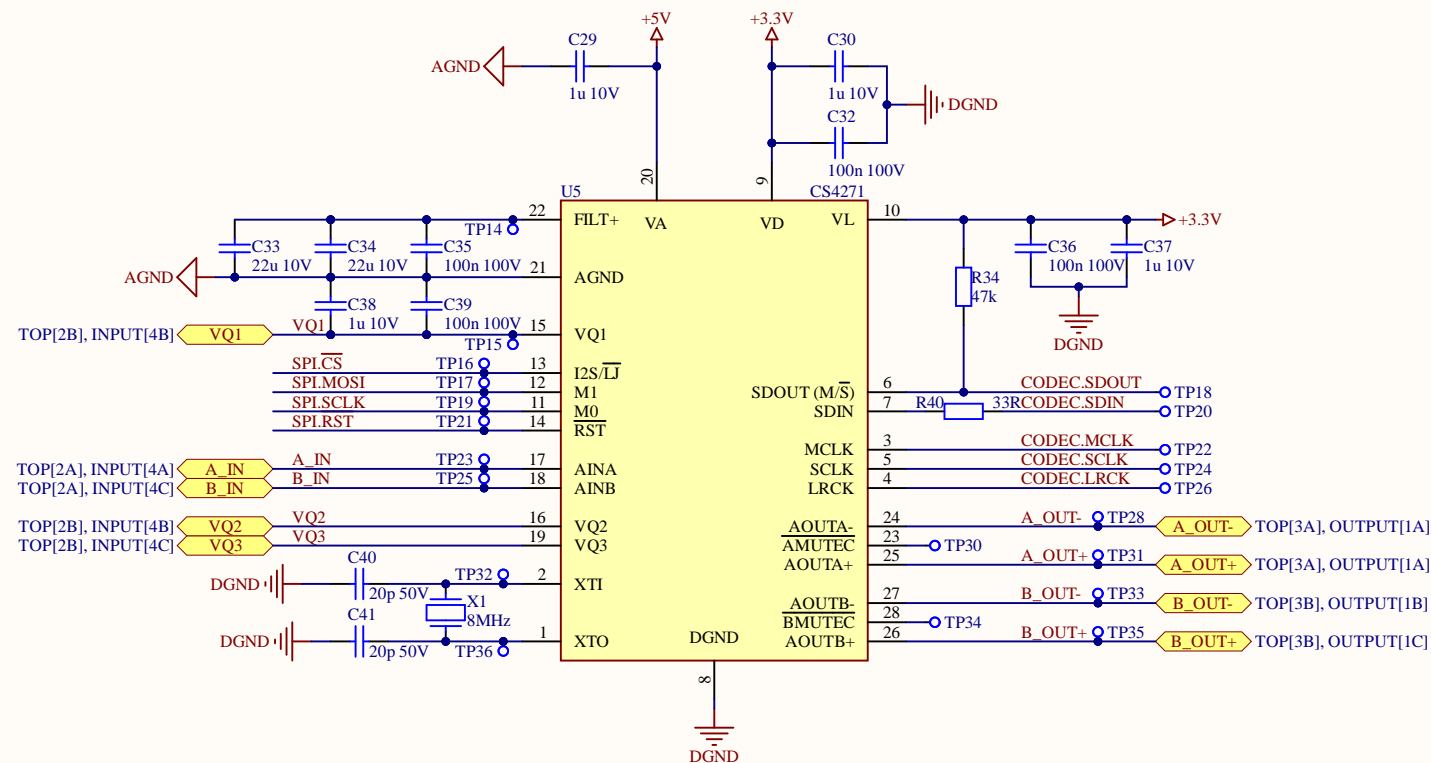 +5V
+3.3V
C29
AGND
1u 10V
C30
1u 10V
DGND
C32
100n 100V
20
9
U5
CS4271
22
FILT+
VA
VD
VL
10
+3.3V
TP14
C33
22u 10V
C34
22u 10V
C35
100n 100V
C36
100n 100V
C37
1u 10V
AGND
21
AGND
R34
47k
C38
1u 10V
C39
100n 100V
DGND
TOP[2B], INPUT[4B]
VQ1
VQ1
15
VQ1
TP15
SPI.CS
TP16
13
I2S/LJ
SPI.MOSI
TP17
12
M1
SPI.SCLK
TP19
11
M0
SPI.RST
TP21
14
RST
SDOUT (M/S)
6
CODEC.SDOUT
TP18
SDIN
7
R40
33R
CODEC.SDIN
TP20
MCLK
3
CODEC.MCLK
TP22
SCLK
5
CODEC.SCLK
TP24
LRCK
4
CODEC.LRCK
TP26
TOP[2A], INPUT[4A]
A_IN
A_IN
TP23
17
AINA
TOP[2A], INPUT[4C]
B_IN
B_IN
TP25
18
AINB
TOP[2B], INPUT[4B]
VQ2
VQ2
16
VQ2
TOP[2B], INPUT[4C]
VQ3
VQ3
19
VQ3
AOUTA-
24
A_OUT-
TP28
A_OUT-
TOP[3A], OUTPUT[1A]
AMUTEC
23
TP30
AOUTA+
25
A_OUT+
TP31
A_OUT+
TOP[3A], OUTPUT[1A]
AOUTB-
27
B_OUT-
TP33
B_OUT-
TOP[3B], OUTPUT[1B]
BMUTEC
28
TP34
AOUTB+
26
B_OUT+
TP35
B_OUT+
TOP[3B], OUTPUT[1C]
C40
DGND
20p 50V
TP32
2
XTI
X1
8MHz
C41
DGND
20p 50V
TP36
1
XTO
DGND
8
DGND